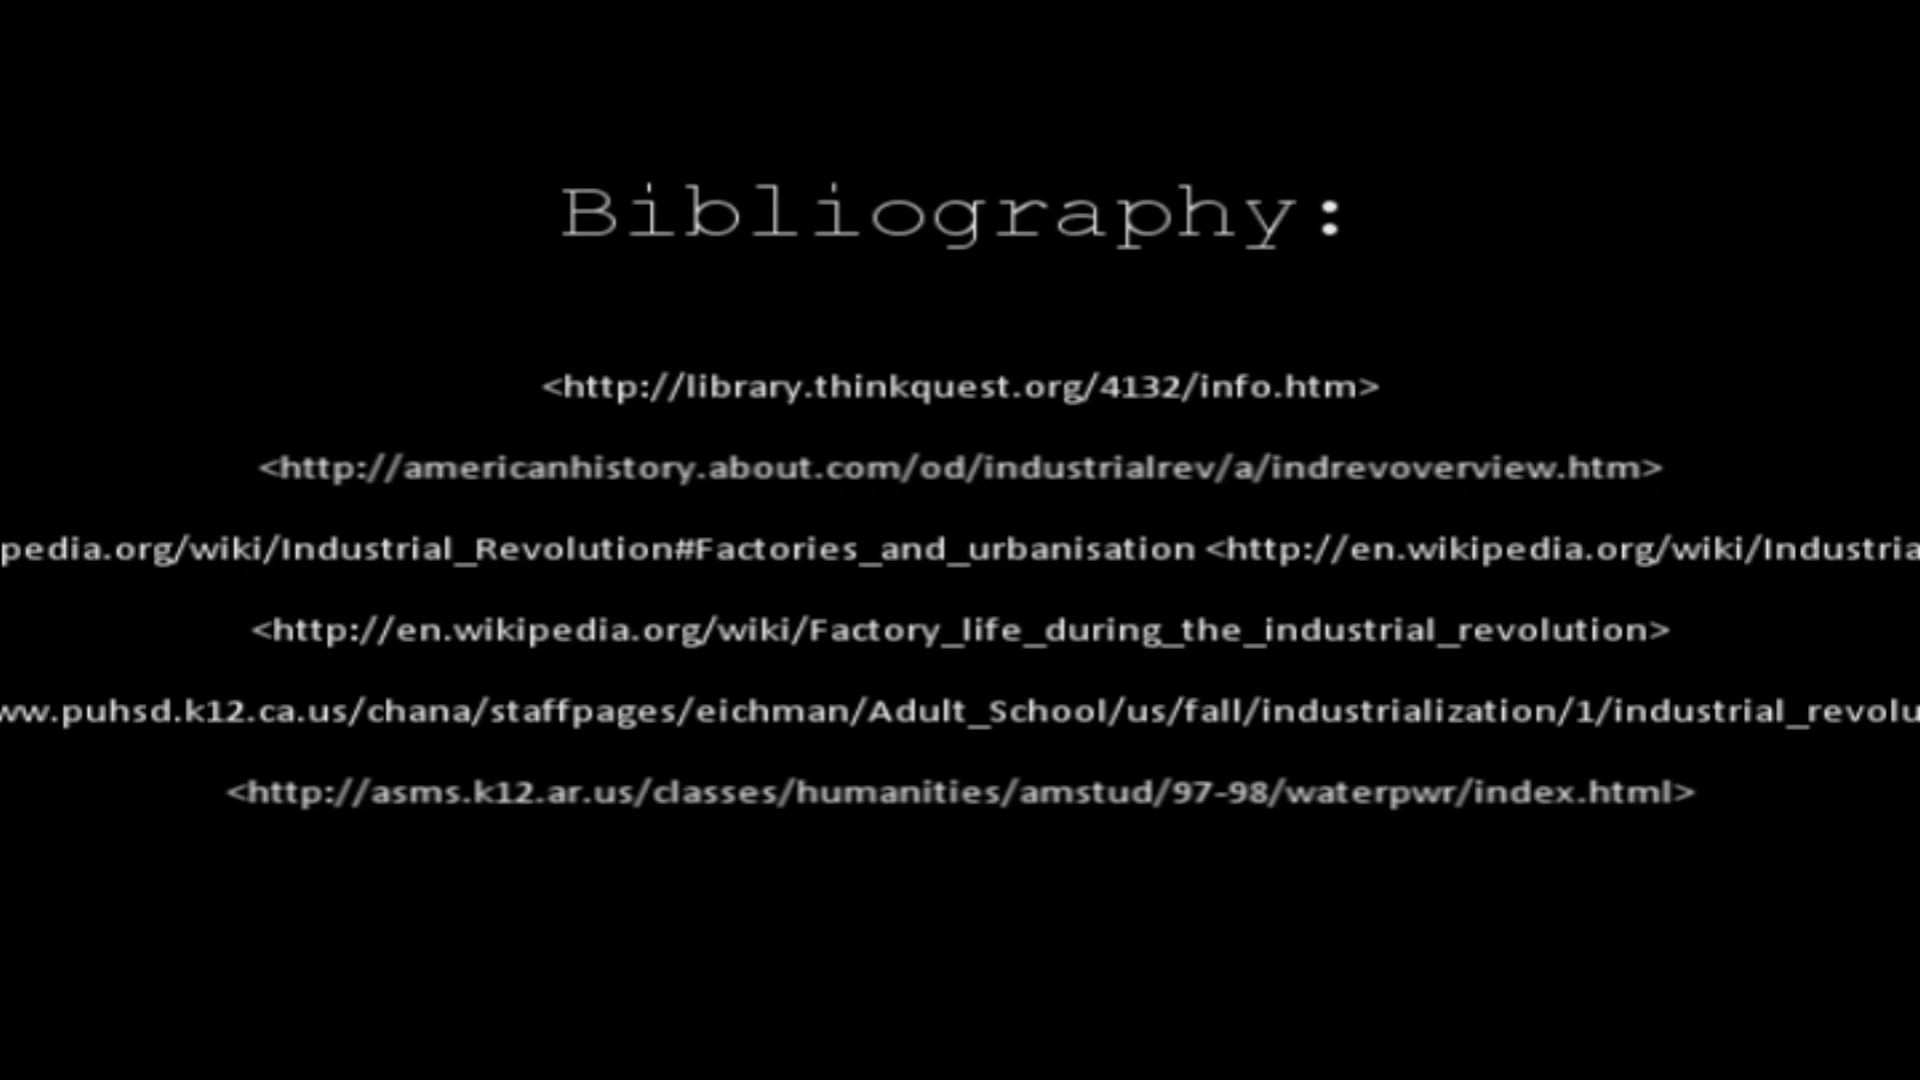 Bibliography:
<http://library.thinkquest.org/4132/info.htm>
<http://americanhistory.about.com/od/industrialrev/a/indrevoverview.htm>
pedia.org/wiki/Industrial_Revolution#Factories_and_urbanisation <http://en.wikipedia.org/wiki/Industria
<http://en.wikipedia.org/wiki/Factory_life_during_the_industrial_revolution>
ww.puhsd.k12.ca.us/chana/staffpages/eichman/Adult_School/us/fall/industrialization/1/industrial_revolu
<http://asms.k12.ar.us/classes/humanities/amstud/97-98/waterpwr/index.html>